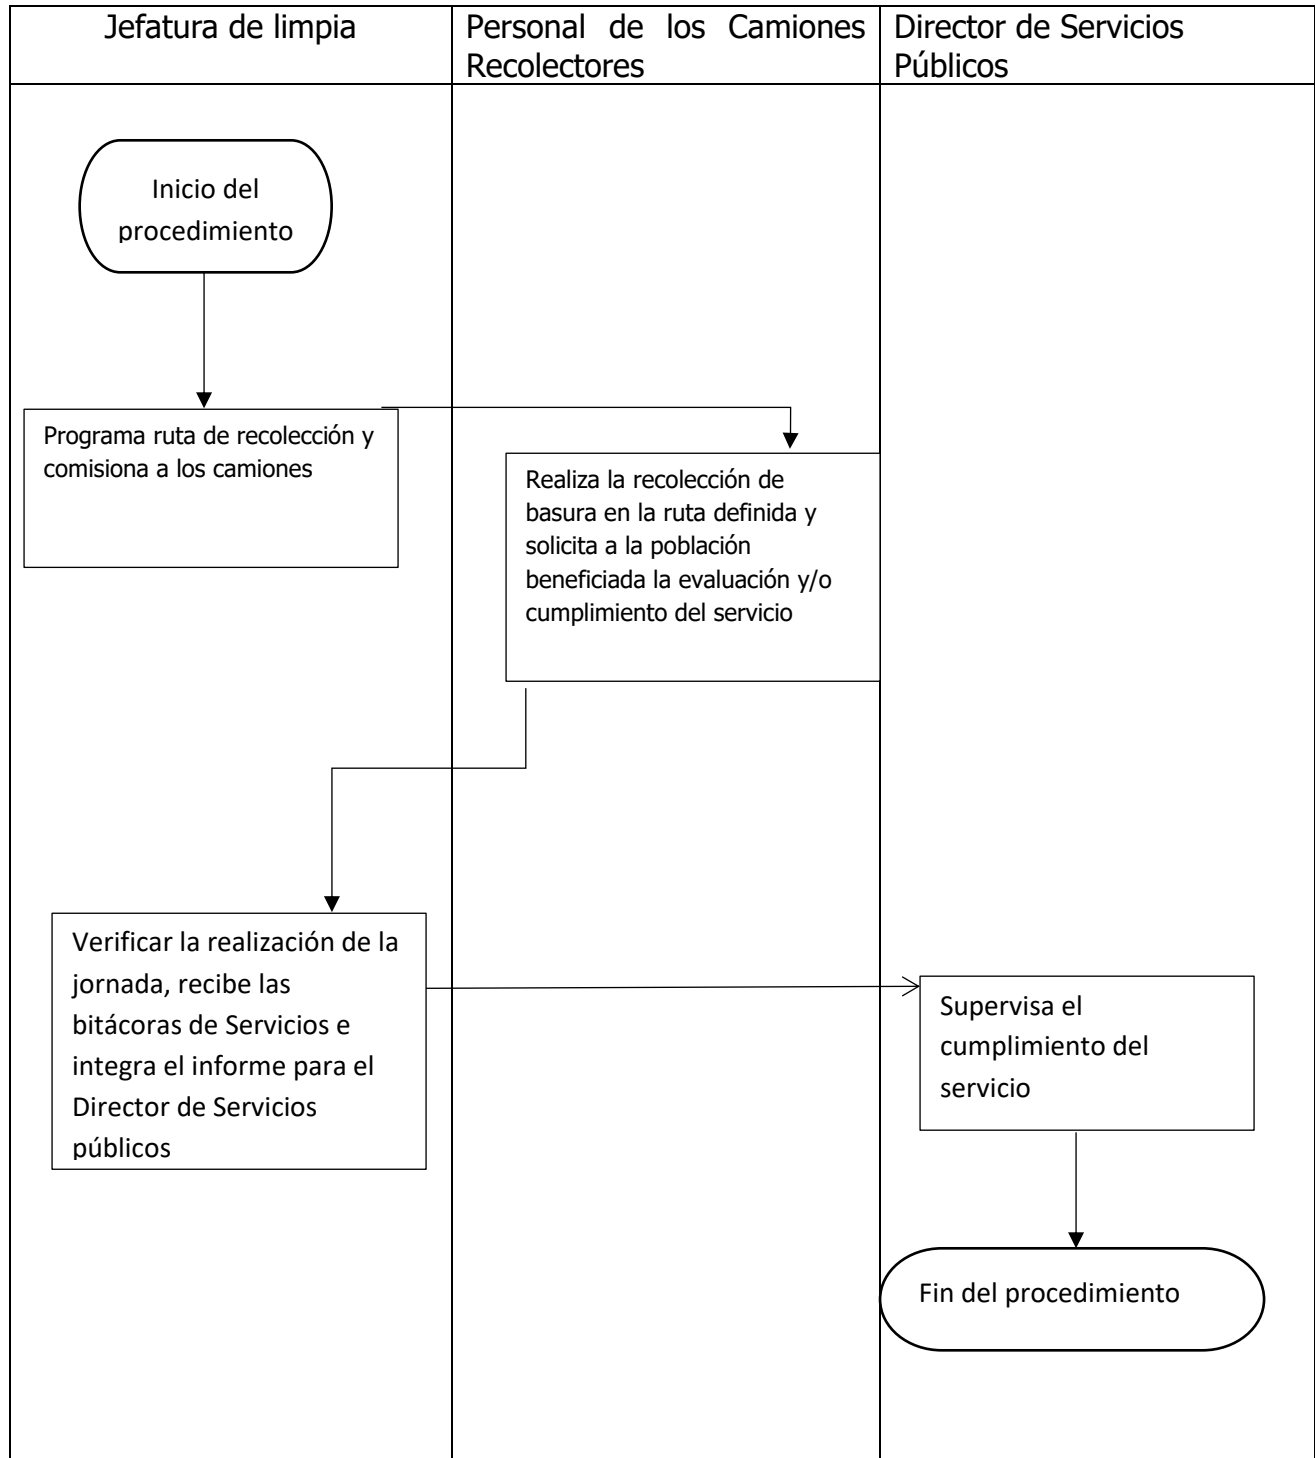 Jefatura de limpia
Personal de los Camiones
Recolectores
Director de Servicios
Públicos
Inicio del
procedimiento
Programa ruta de recolección y
comisiona a los camiones
Realiza la recolección de
basura en la ruta definida y
solicita a la población
beneficiada la evaluación y/o
cumplimiento del servicio
Verificar la realización de la
jornada, recibe las
bitácoras de Servicios e
integra el informe para el
Director de Servicios
públicos
Supervisa el
cumplimiento del
servicio
Fin del procedimiento